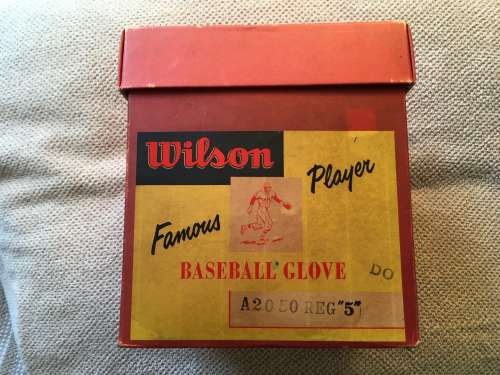 Wilson
Famous Player
BASEBALL GLOVE
DO
A2050 REG "5"